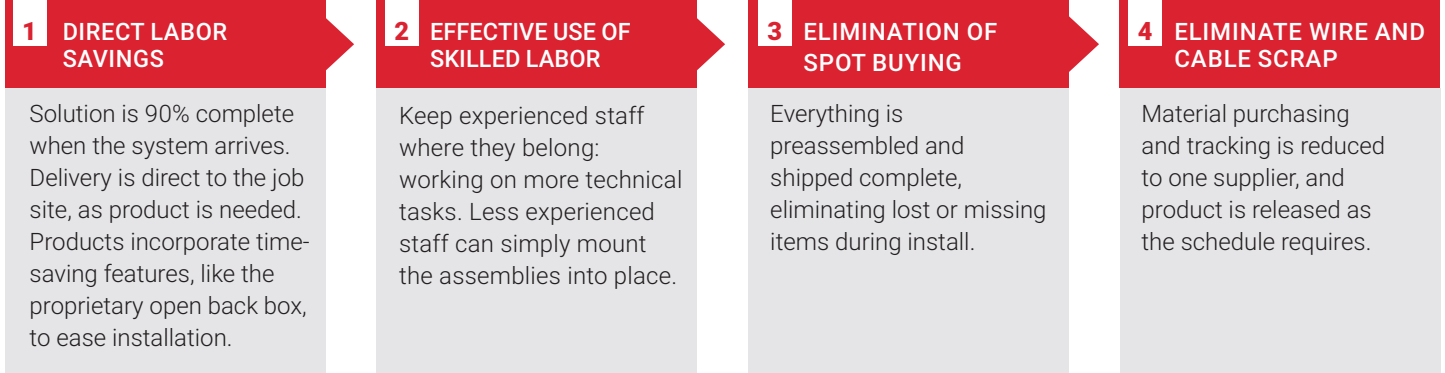 1 DIRECT LABOR
SAVINGS
Solution is 90% complete
when the system arrives.
Delivery is direct to the job
site, as product is needed.
Products incorporate time-
saving features, like the
proprietary open back box,
to ease installation.
2 EFFECTIVE USE OF
SKILLED LABOR
Keep experienced staff
where they belong:
working on more technical
tasks. Less experienced
staff can simply mount
the assemblies into place.
3 ELIMINATION OF
SPOT BUYING
Everything is
preassembled and
shipped complete,
eliminating lost or missing
items during install.
4 ELIMINATE WIRE AND
CABLE SCRAP
Material purchasing
and tracking is reduced
to one supplier, and
product is released as
the schedule requires.